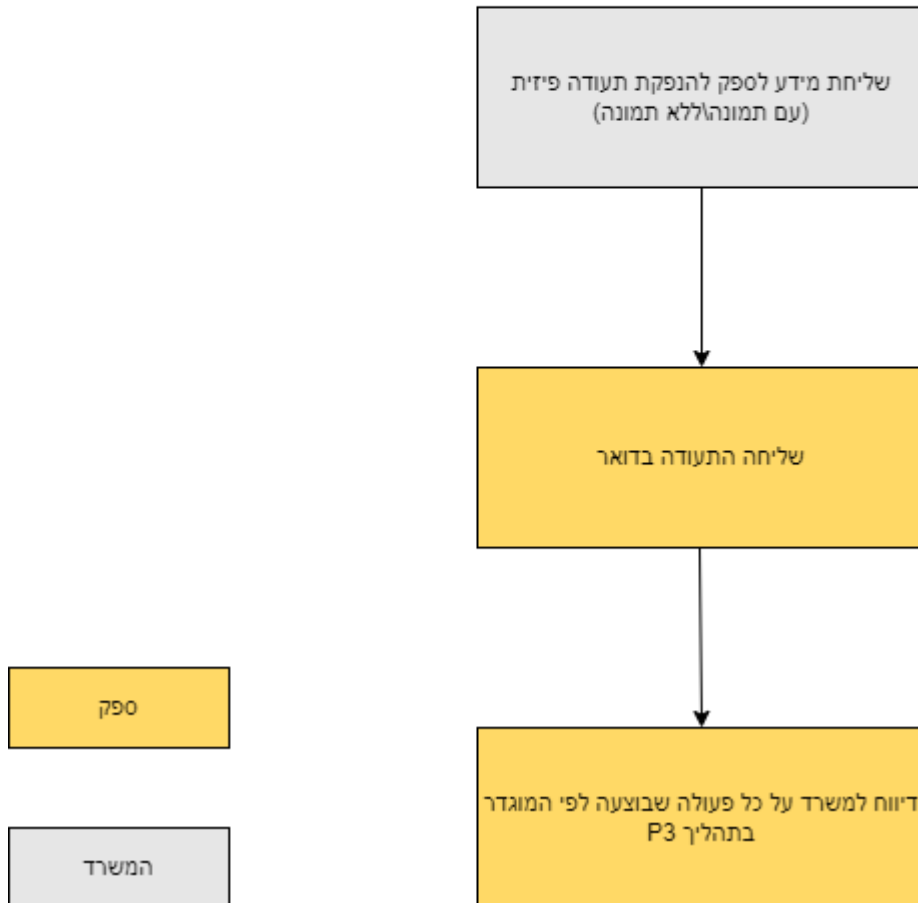 שליחת מידע לספק להנפקת תעודה פיזית
(עם תמונה\ללא תמונה)
שליחה התעודה בדואר
דיווח למשרד על כל פעולה שבוצעה לפי המוגדר
בתהליך P3
ספק
המשרד